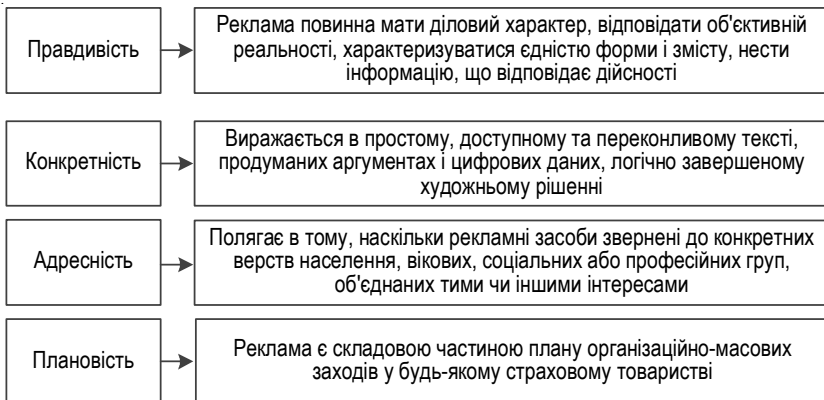 Правдивість
Реклама повинна мати діловий характер, відповідати об'єктивній
реальності, характеризуватися єдністю форми і змісту, нести
інформацію, що відповідає дійсності
Конкретність
Виражається в простому, доступному та переконливому тексті,
продуманих аргументах і цифрових даних, логічно завершеному
художньому рішенні
Адресність
Полягає в тому, наскільки рекламні засоби звернені до конкретних
верств населення, вікових, соціальних або професійних груп,
об'єднаних тими чи іншими інтересами
Плановість
Реклама є складовою частиною плану організаційно-масових
заходів у будь-якому страховому товаристві